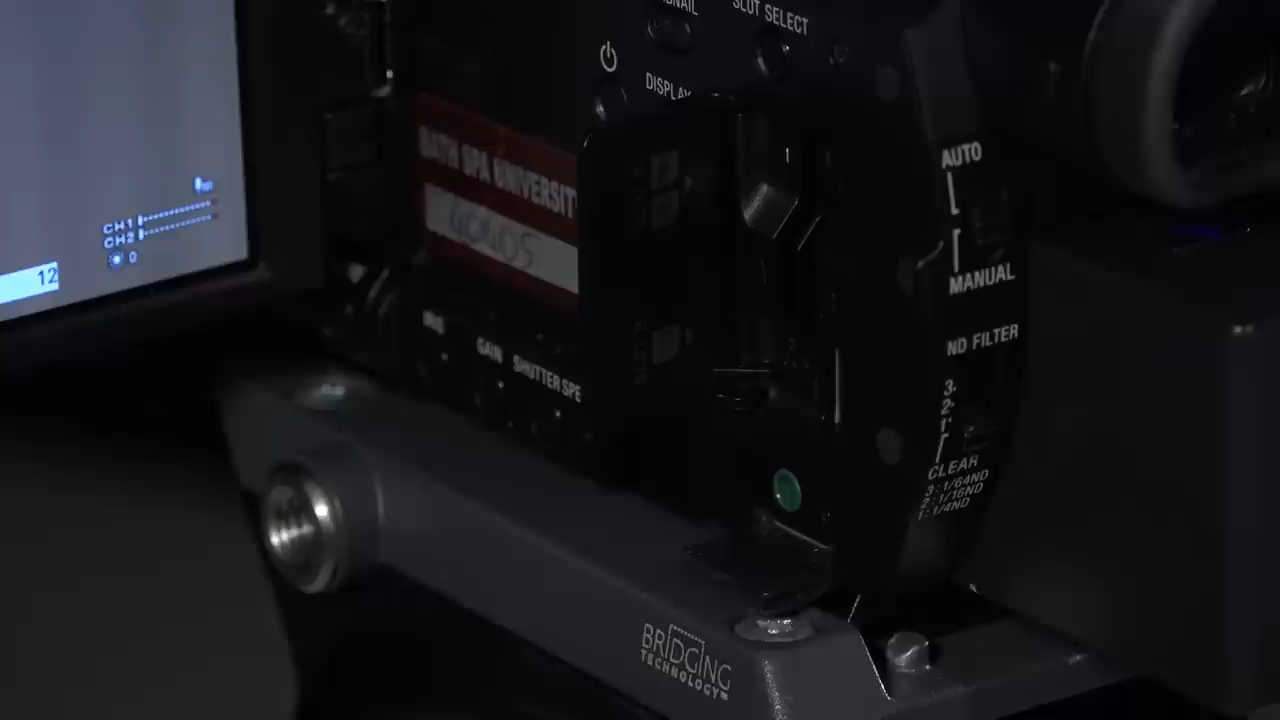 SLOT SELECT
DISPLAY
BATH SPA UNIVERSITY
CH1
CH2
0
12
AUTO
MANUAL
ND FILTER
3
2
1
CLEAR
3 : 1/64ND
2 : 1/16ND
1 : 1/4ND
GAIN
SHUTTER SPE
BRIDGING
TECHNOLOGY